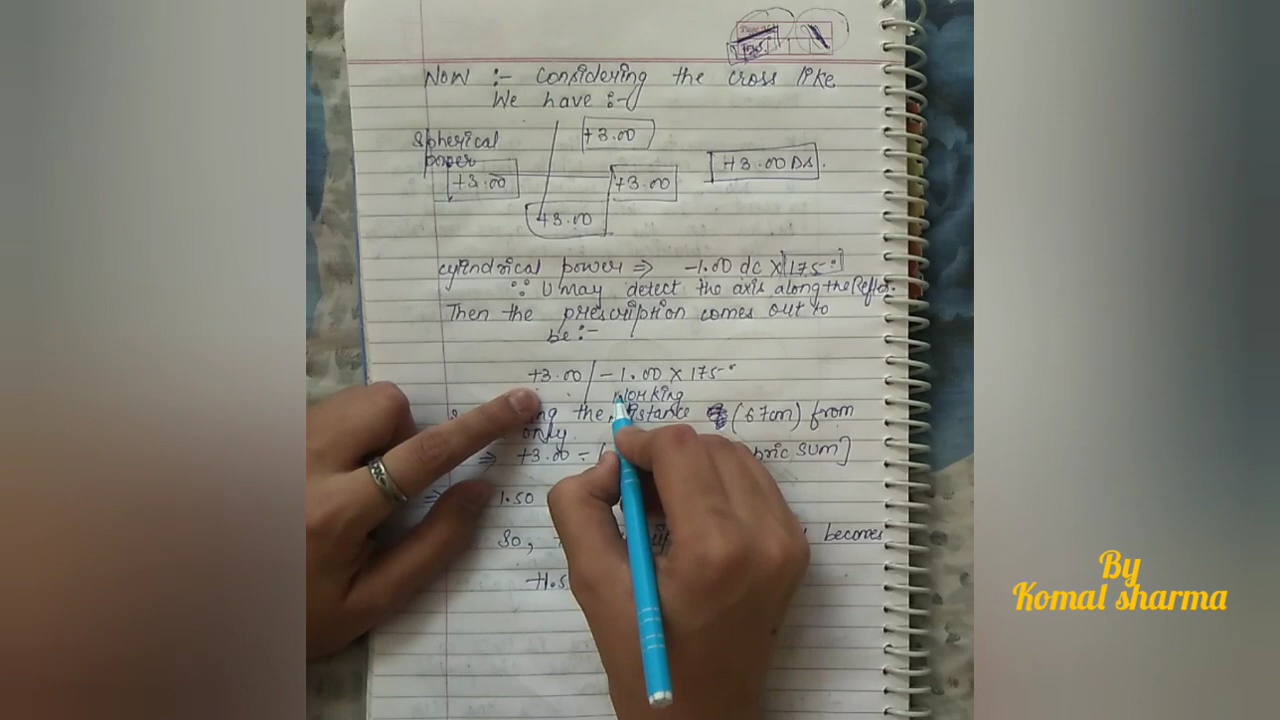 Now :- Considering the cross like
We have :-
Spherical
power
+3.00
+3.00
+3.00
+3.00
+3.00 DS.
cylindrical power ⇒ -1.00 dc X 175°
∵ U may detect the axis along the Reflex.
Then the prescription comes out to
be :-
+3.00 / -1.00 X 175°
working
the distance (67cm) from
only.
⇒ +3.00 - [ bric sum]
⇒ 1.50
So, becomes
+1.5
By
Komal sharma